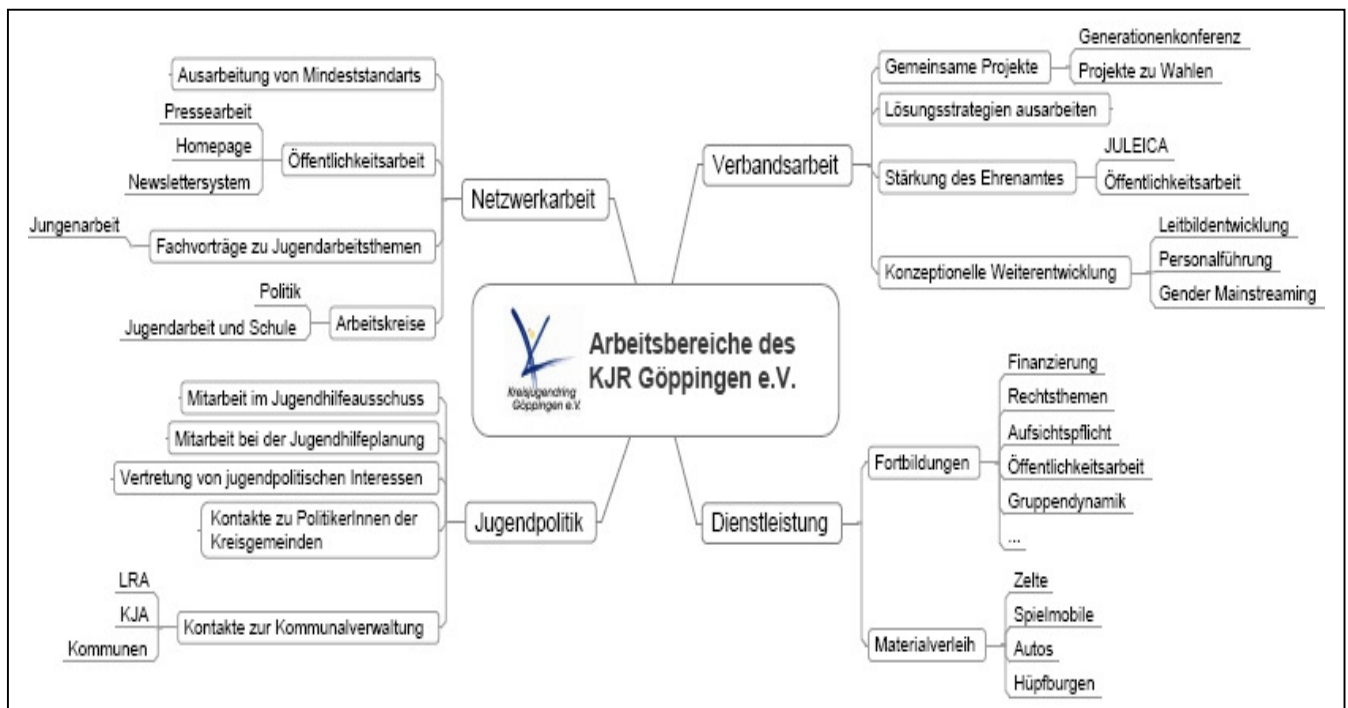 Arbeitsbereiche des
KJR Göppingen e.V.
Kreisjugendring
Göppingen e.V.
Netzwerkarbeit
Ausarbeitung von Mindeststandarts
Öffentlichkeitsarbeit
Pressearbeit
Homepage
Newslettersystem
Fachvorträge zu Jugendarbeitsthemen
Jungenarbeit
Arbeitskreise
Politik
Jugendarbeit und Schule
Jugendpolitik
Mitarbeit im Jugendhilfeausschuss
Mitarbeit bei der Jugendhilfeplanung
Vertretung von jugendpolitischen Interessen
Kontakte zu PolitikerInnen der
Kreisgemeinden
Kontakte zur Kommunalverwaltung
LRA
KJA
Kommunen
Verbandsarbeit
Gemeinsame Projekte
Generationenkonferenz
Projekte zu Wahlen
Lösungsstrategien ausarbeiten
Stärkung des Ehrenamtes
JULEICA
Öffentlichkeitsarbeit
Konzeptionelle Weiterentwicklung
Leitbildentwicklung
Personalführung
Gender Mainstreaming
Dienstleistung
Fortbildungen
Finanzierung
Rechtsthemen
Aufsichtspflicht
Öffentlichkeitsarbeit
Gruppendynamik
...
Materialverleih
Zelte
Spielmobile
Autos
Hüpfburgen